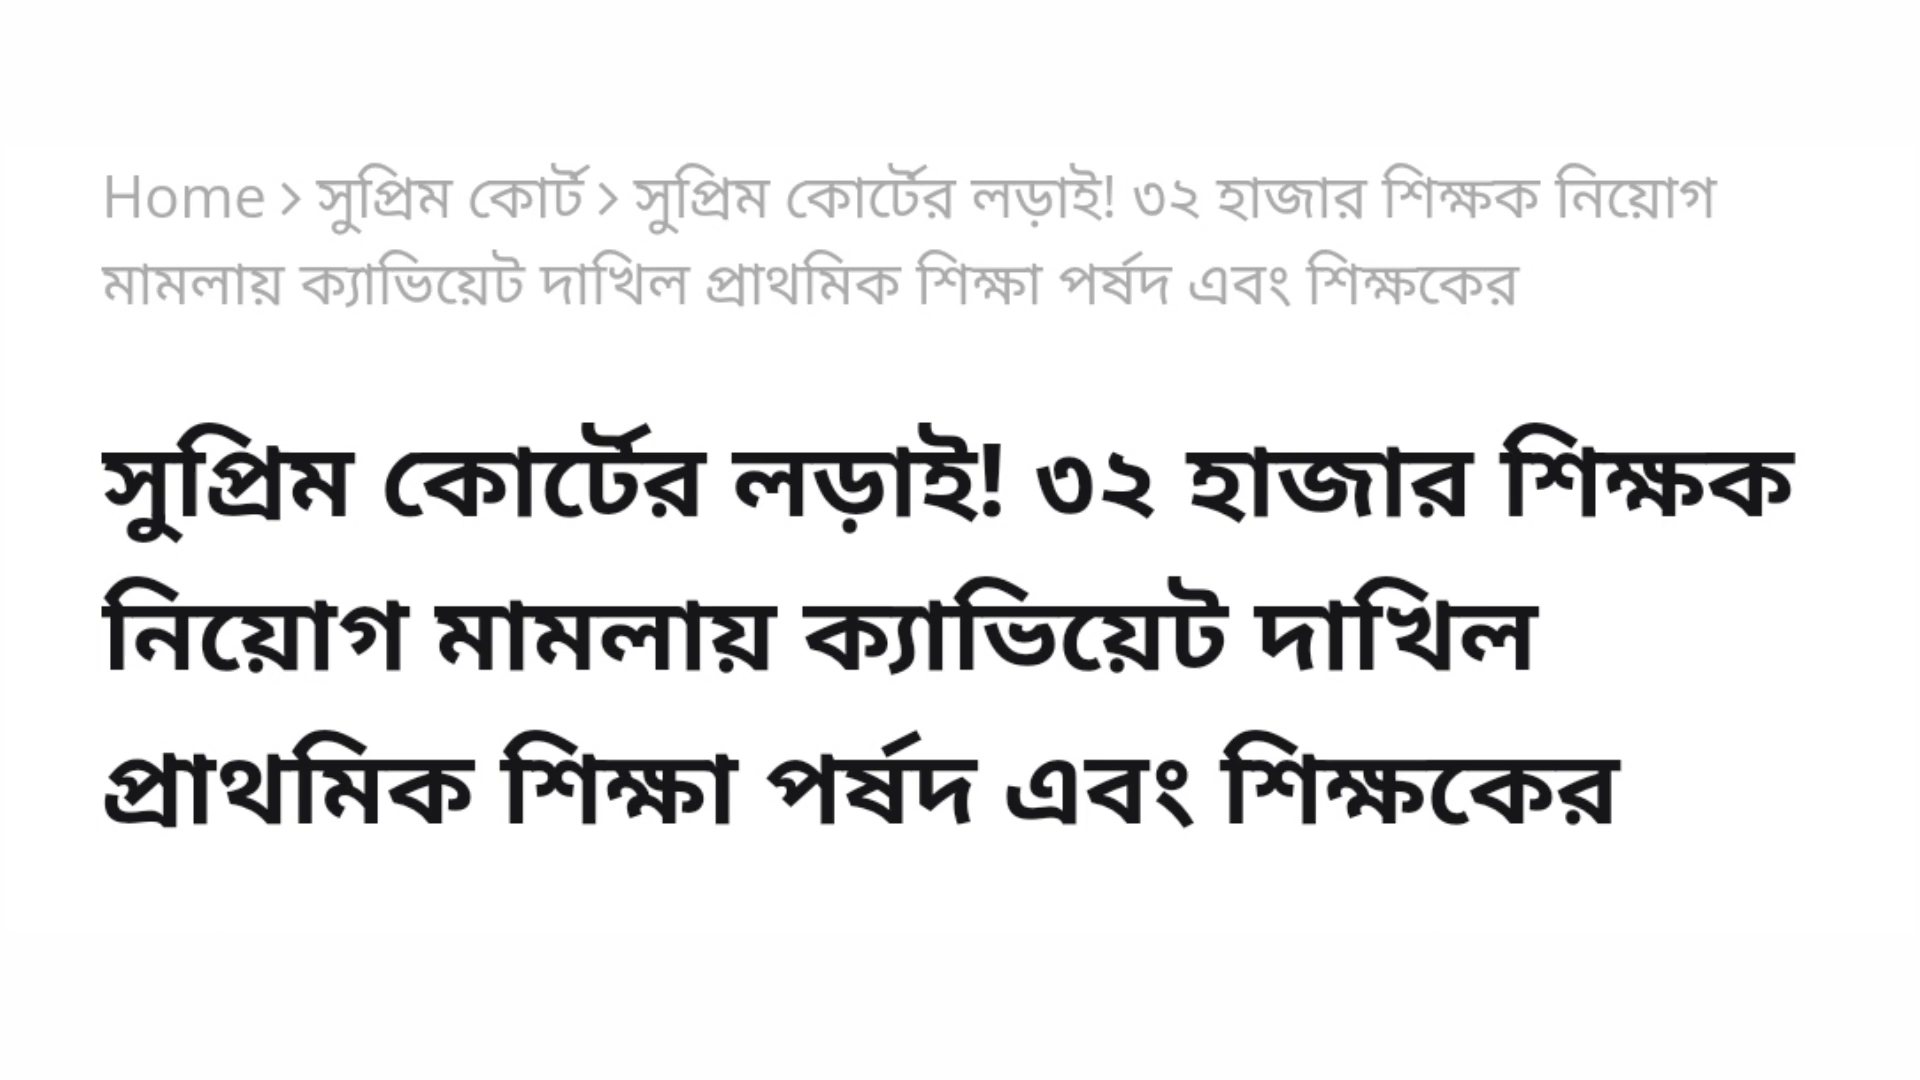 Home > সুপ্রিম কোর্ট > সুপ্রিম কোর্টের লড়াই! ৩২ হাজার শিক্ষক নিয়োগ
মামলায় ক্যাভিয়েট দাখিল প্রাথমিক শিক্ষা পর্ষদ এবং শিক্ষকের
সুপ্রিম কোর্টের লড়াই! ৩২ হাজার শিক্ষক
নিয়োগ মামলায় ক্যাভিয়েট দাখিল
প্রাথমিক শিক্ষা পর্ষদ এবং শিক্ষকের